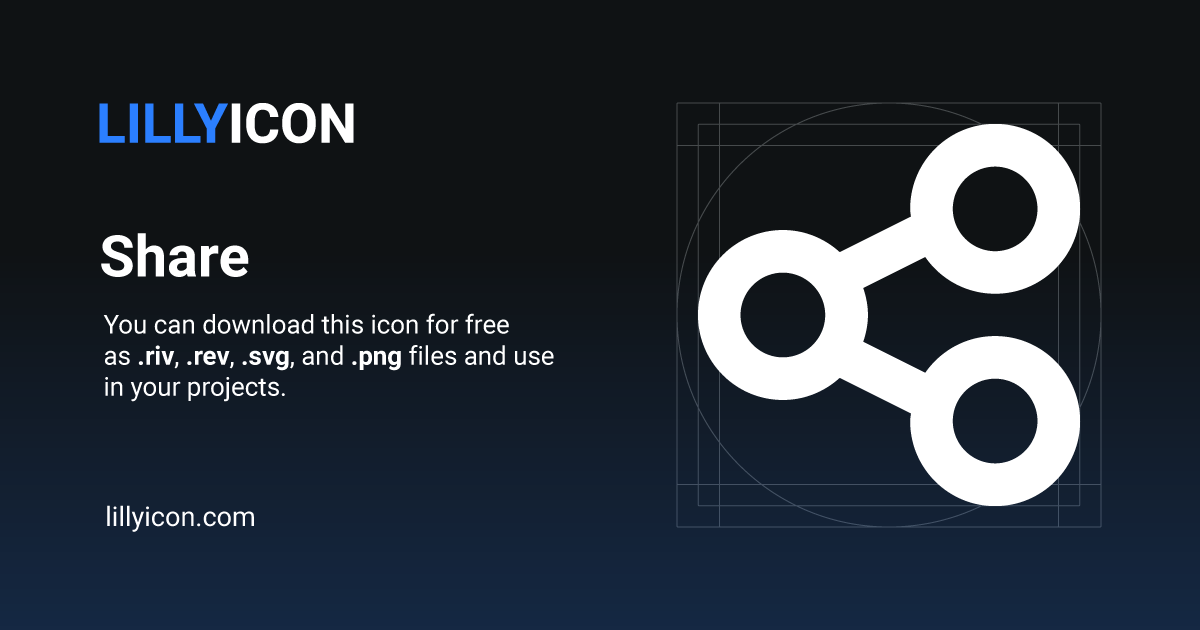 LILLYICON
Share
You can download this icon for free
as .riv, .rev, .svg, and .png files and use
in your projects.
lillyicon.com